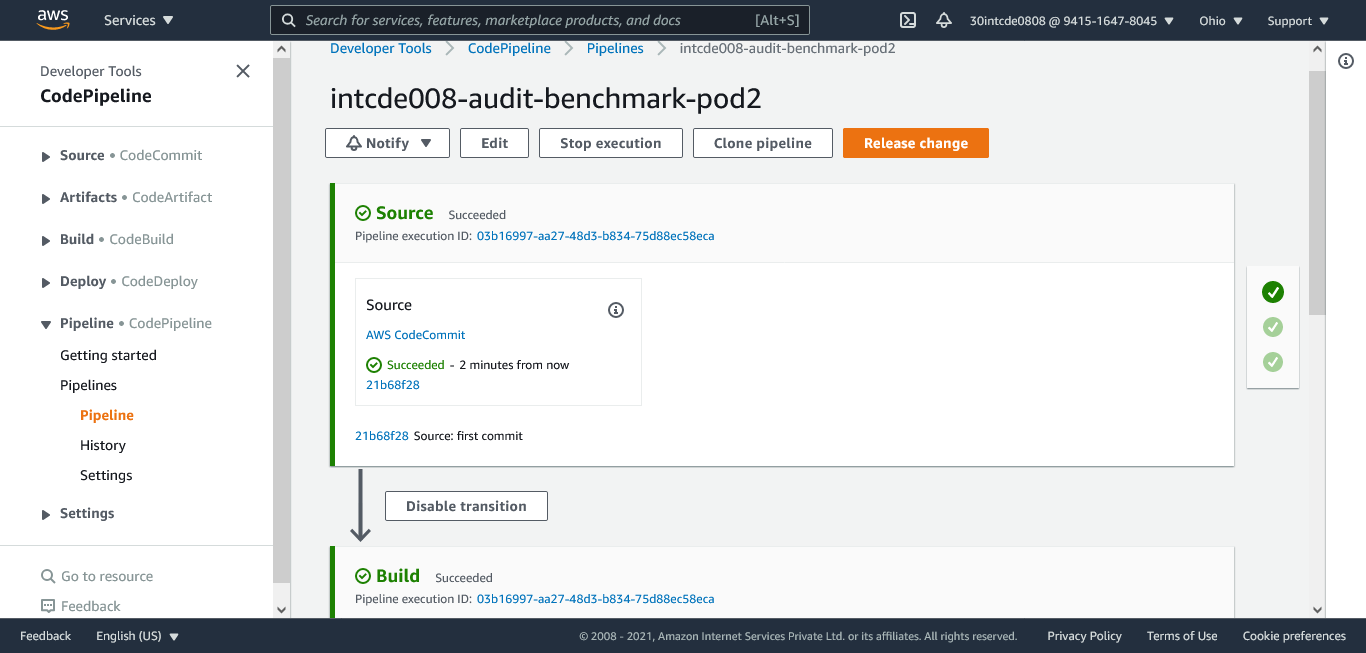 aws Services Search for services, features, marketplace products, and docs [Alt+S] 30intcde0808 @ 9415-1647-8045 Ohio Support
Developer Tools
CodePipeline
Source • CodeCommit
Artifacts • CodeArtifact
Build • CodeBuild
Deploy • CodeDeploy
Pipeline • CodePipeline
Getting started
Pipelines
Pipeline
History
Settings
Settings
Go to resource
Feedback
Developer Tools CodePipeline Pipelines intcde008-audit-benchmark-pod2
intcde008-audit-benchmark-pod2
Notify Edit Stop execution Clone pipeline Release change
Source Succeeded
Pipeline execution ID: 03b16997-aa27-48d3-b834-75d88ec58eca
Source
AWS CodeCommit
Succeeded - 2 minutes from now
21b68f28
21b68f28 Source: first commit
Disable transition
Build Succeeded
Pipeline execution ID: 03b16997-aa27-48d3-b834-75d88ec58eca
Feedback English (US) © 2008 - 2021, Amazon Internet Services Private Ltd. or its affiliates. All rights reserved. Privacy Policy Terms of Use Cookie preferences